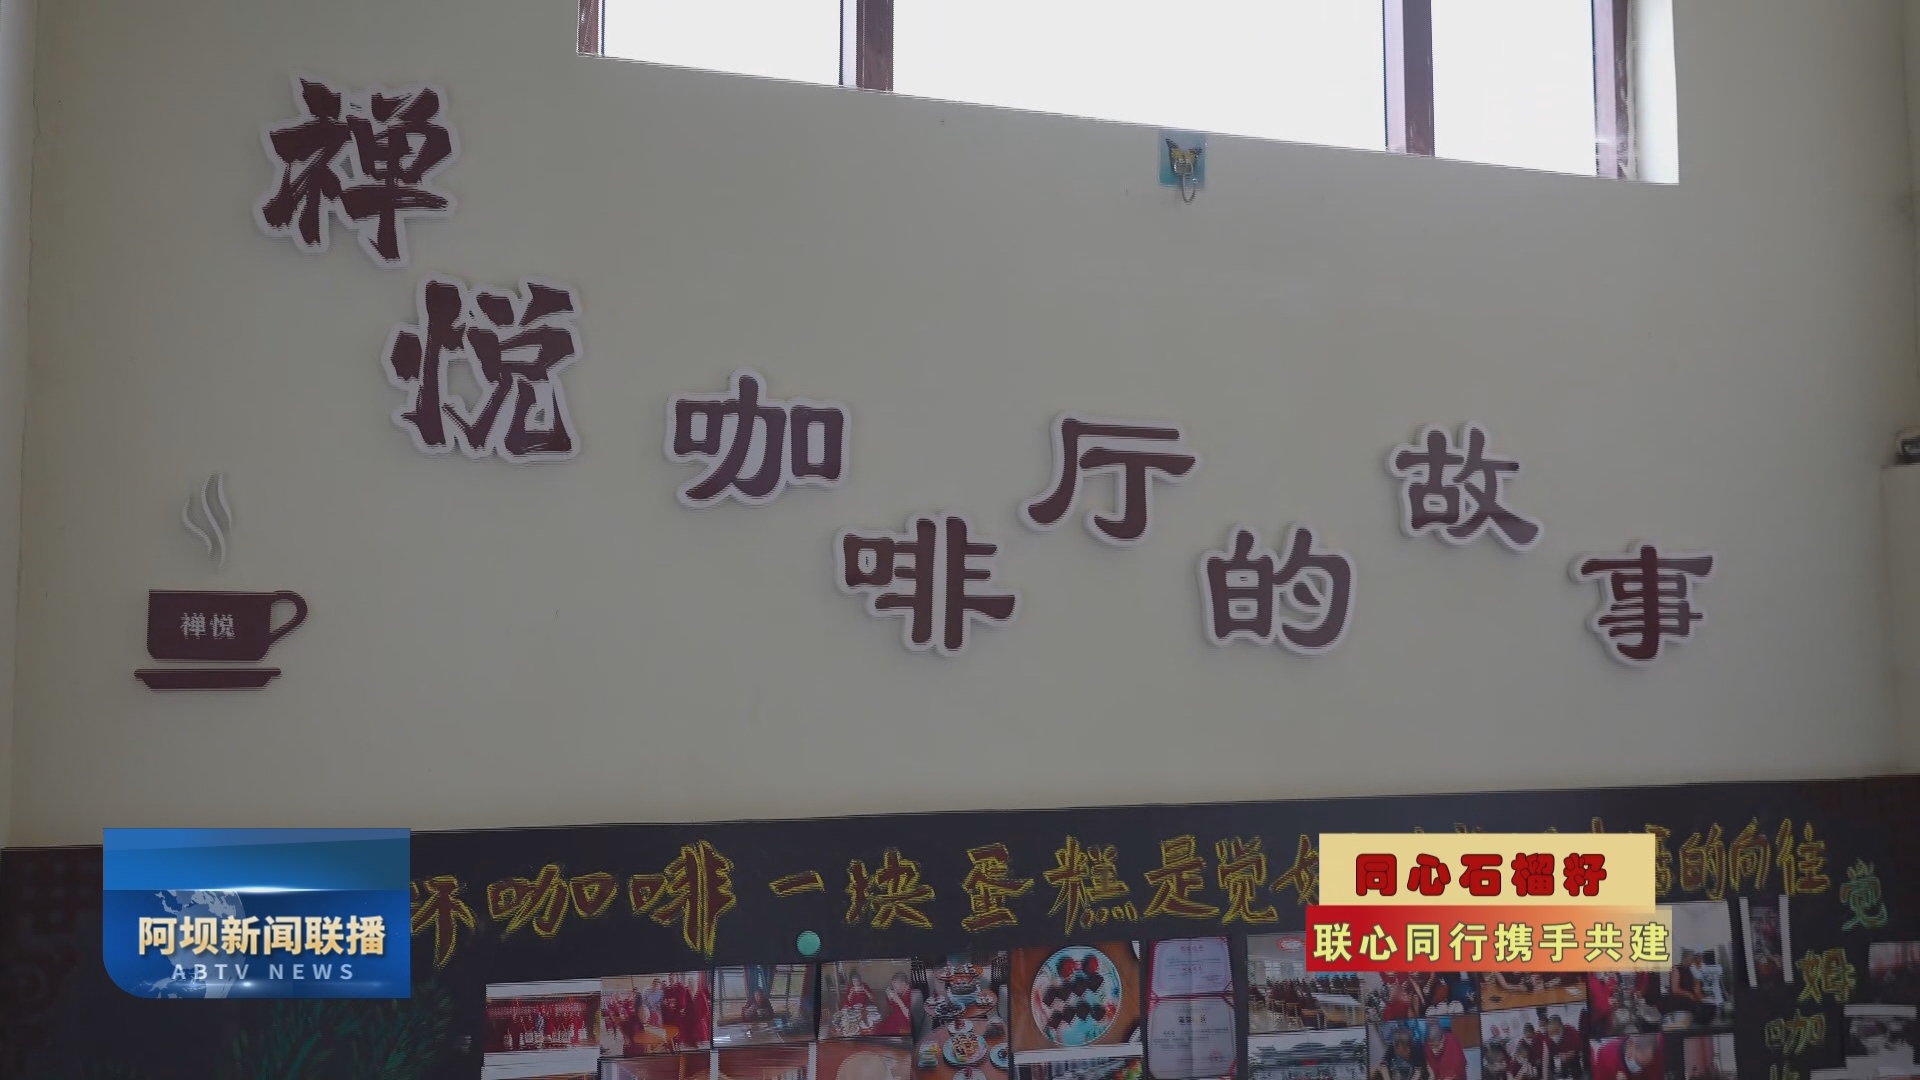 禅悦咖啡厅的故事
禅悦
杯咖啡一块蛋糕是觉
的向往
觉
姆
咖
同心石榴籽
联心同行携手共建
阿坝新闻联播
ABTV NEWS